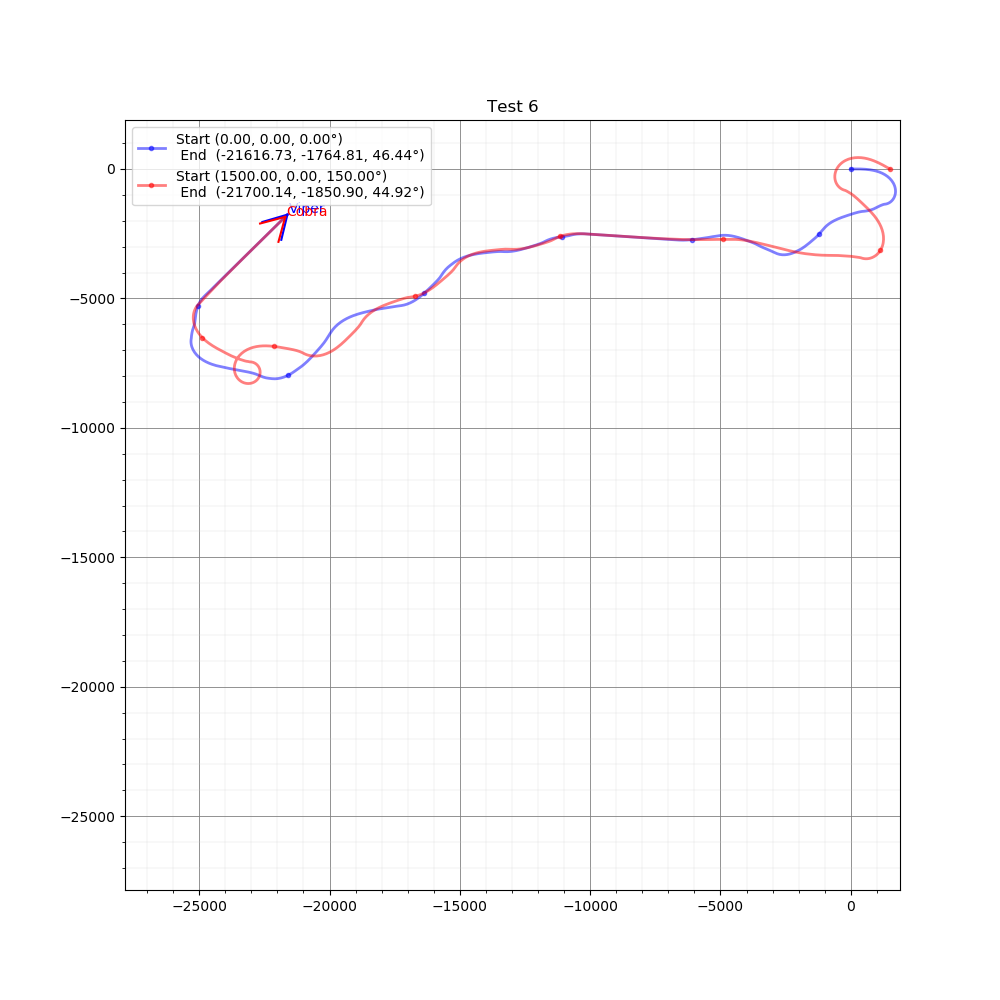 Test 6
Start (0.00, 0.00, 0.00°)
End (-21616.73, -1764.81, 46.44°)
Start (1500.00, 0.00, 150.00°)
End (-21700.14, -1850.90, 44.92°)
Viper
Cobra
0
−5000
−10000
−15000
−20000
−25000
−25000
−20000
−15000
−10000
−5000
0